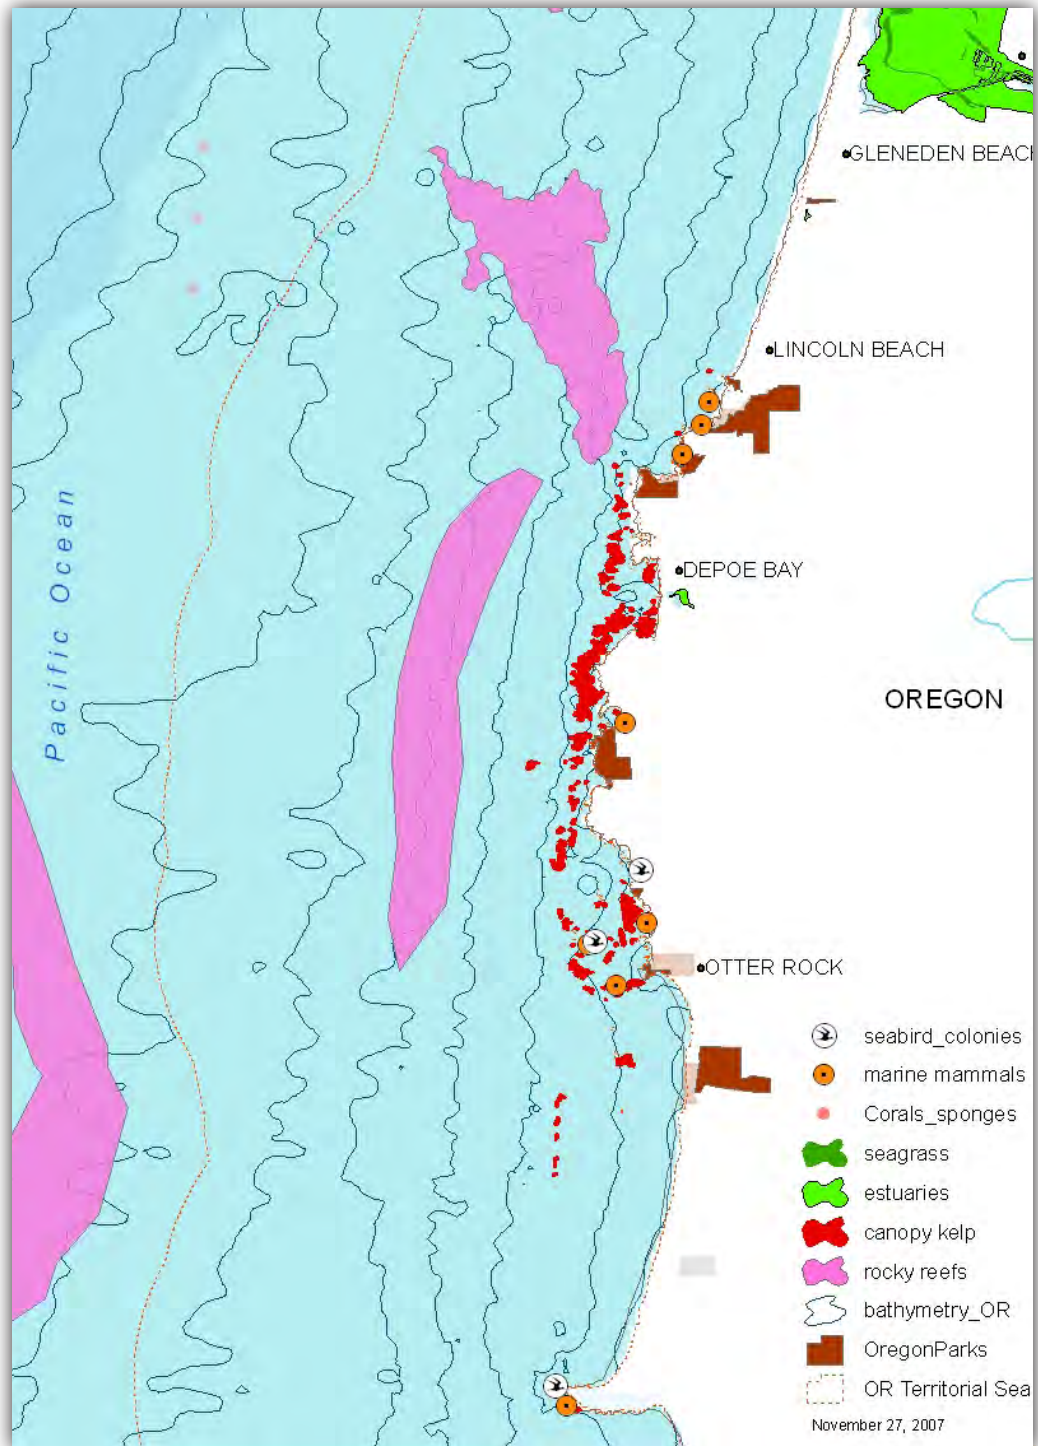 GLENEDEN BEACH
LINCOLN BEACH
Pacific Ocean
DEPOE BAY
OREGON
OTTER ROCK
seabird_colonies
marine mammals
Corals_sponges
seagrass
estuaries
canopy kelp
rocky reefs
bathymetry_OR
OregonParks
OR Territorial Sea
November 27, 2007